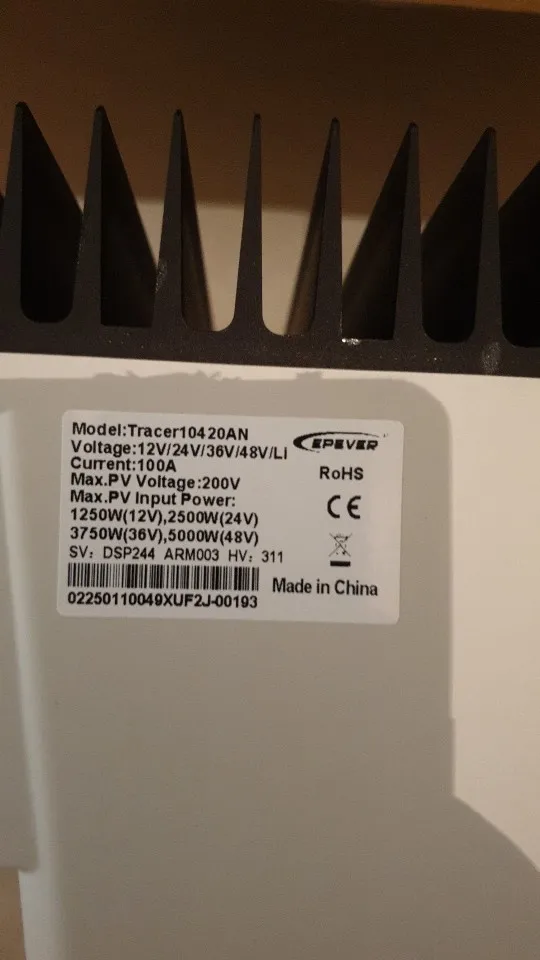 Model:Tracer10420AN
EPEVER
Voltage:12V/24V/36V/48V/LI
Current:100A
RoHS
Max.PV Voltage:200V
Max.PV Input Power:
CE
1250W(12V),2500W(24V)
3750W(36V),5000W(48V)
SV: DSP244 ARM003 HV: 311
Made in China
02250110049XUF2J-00193